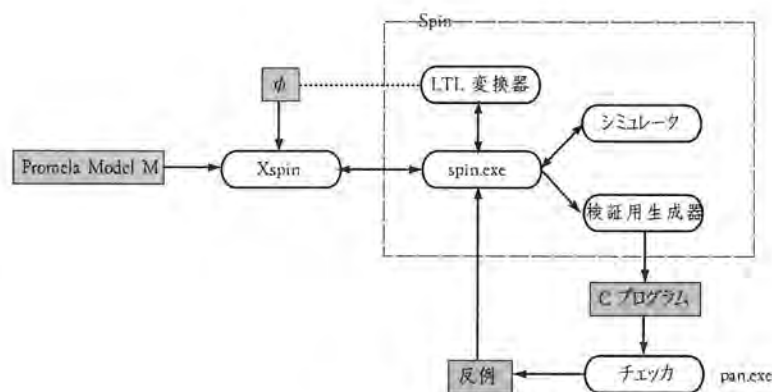 Spin
φ
LTL 変換器
シミュレータ
Promela Model M
Xspin
spin.exe
検証用生成器
C プログラム
反例
チェッカ
pan.exe